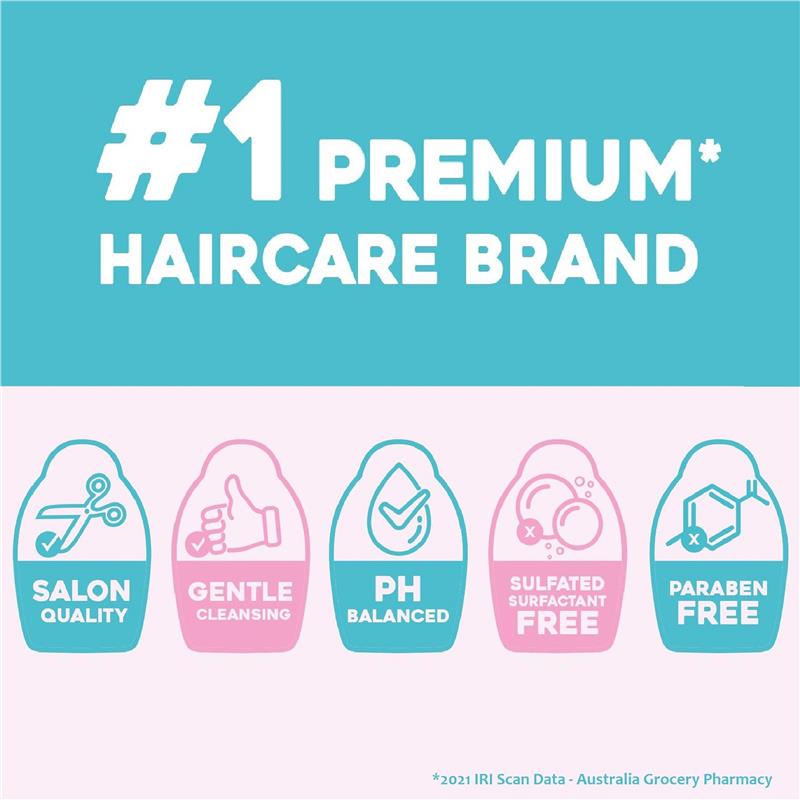 #1 PREMIUM*
HAIRCARE BRAND
SALON
QUALITY
GENTLE
CLEANSING
PH
BALANCED
X
SULFATED
SURFACTANT
FREE
X
PARABEN
FREE
*2021 IRI Scan Data - Australia Grocery Pharmacy